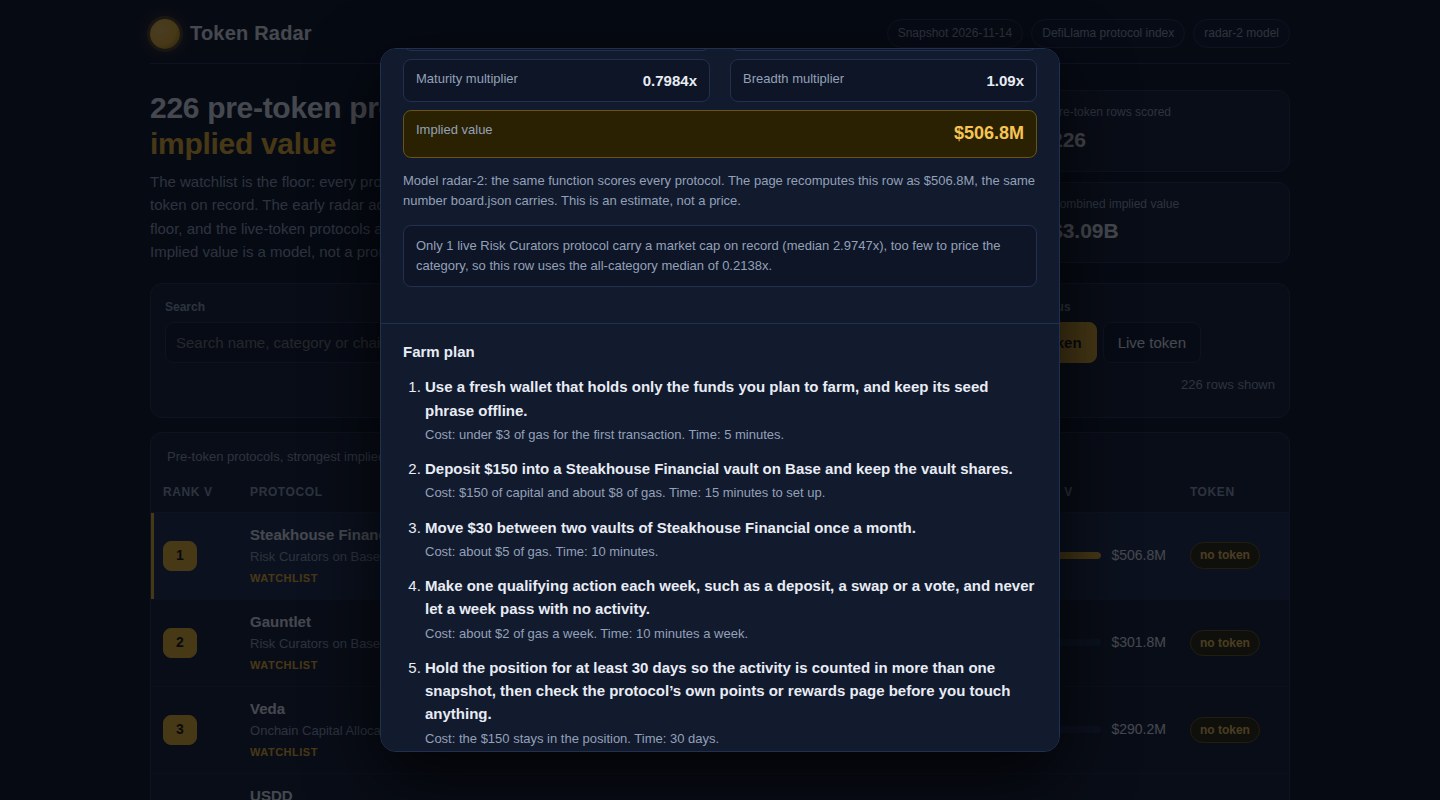 Token Radar
Snapshot 2026-11-14
DefiLlama protocol index
radar-2 model
226 pre-token pr
implied value
The watchlist is the floor: every pro
token on record. The early radar a
floor, and the live-token protocols a
Implied value is a model, not a pro
re-token rows scored
226
ombined implied value
$3.09B
Search
Search name, category or chai
us
ken
Live token
226 rows shown
Pre-token protocols, strongest implie
RANK V
PROTOCOL
V
TOKEN
1
Steakhouse Finan
Risk Curators on Base
WATCHLIST
$506.8M
no token
2
Gauntlet
Risk Curators on Base
WATCHLIST
$301.8M
no token
3
Veda
Onchain Capital Alloca
WATCHLIST
$290.2M
no token
USDD
Maturity multiplier
0.7984x
Breadth multiplier
1.09x
Implied value
$506.8M
Model radar-2: the same function scores every protocol. The page recomputes this row as $506.8M, the same
number board.json carries. This is an estimate, not a price.
Only 1 live Risk Curators protocol carry a market cap on record (median 2.9747x), too few to price the
category, so this row uses the all-category median of 0.2138x.
Farm plan
1. Use a fresh wallet that holds only the funds you plan to farm, and keep its seed
phrase offline.
Cost: under $3 of gas for the first transaction. Time: 5 minutes.
2. Deposit $150 into a Steakhouse Financial vault on Base and keep the vault shares.
Cost: $150 of capital and about $8 of gas. Time: 15 minutes to set up.
3. Move $30 between two vaults of Steakhouse Financial once a month.
Cost: about $5 of gas. Time: 10 minutes.
4. Make one qualifying action each week, such as a deposit, a swap or a vote, and never
let a week pass with no activity.
Cost: about $2 of gas a week. Time: 10 minutes a week.
5. Hold the position for at least 30 days so the activity is counted in more than one
snapshot, then check the protocol’s own points or rewards page before you touch
anything.
Cost: the $150 stays in the position. Time: 30 days.